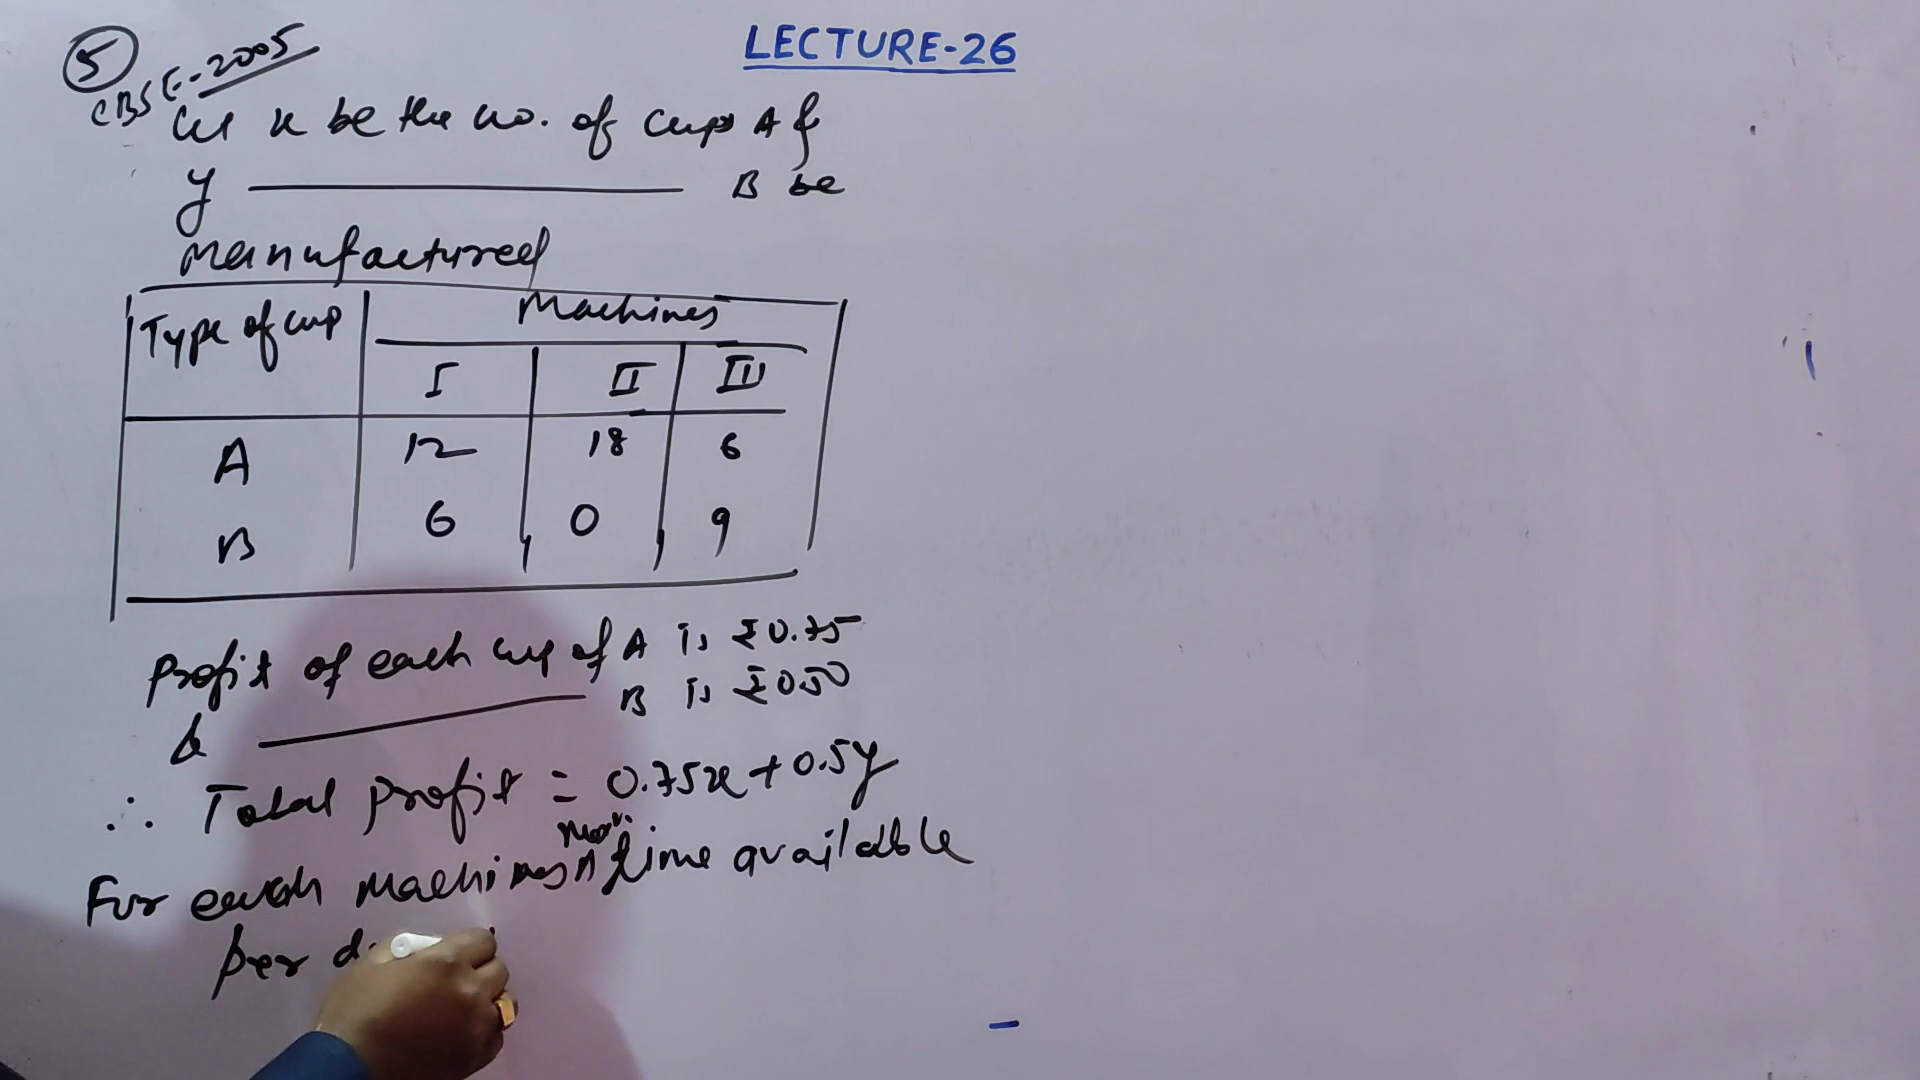 LECTURE-26
5
CBSE-2005
Let x be the no. of cups A &
y ——— B be
manufactured
Type of cup Machines
I II III
A 12 18 6
B 6 0 9
Profit of each cup of A is ₹0.75
& ——— B is ₹0.50
∴ Total profit = 0.75x + 0.5y
max.
For each machines ∧ time available
per